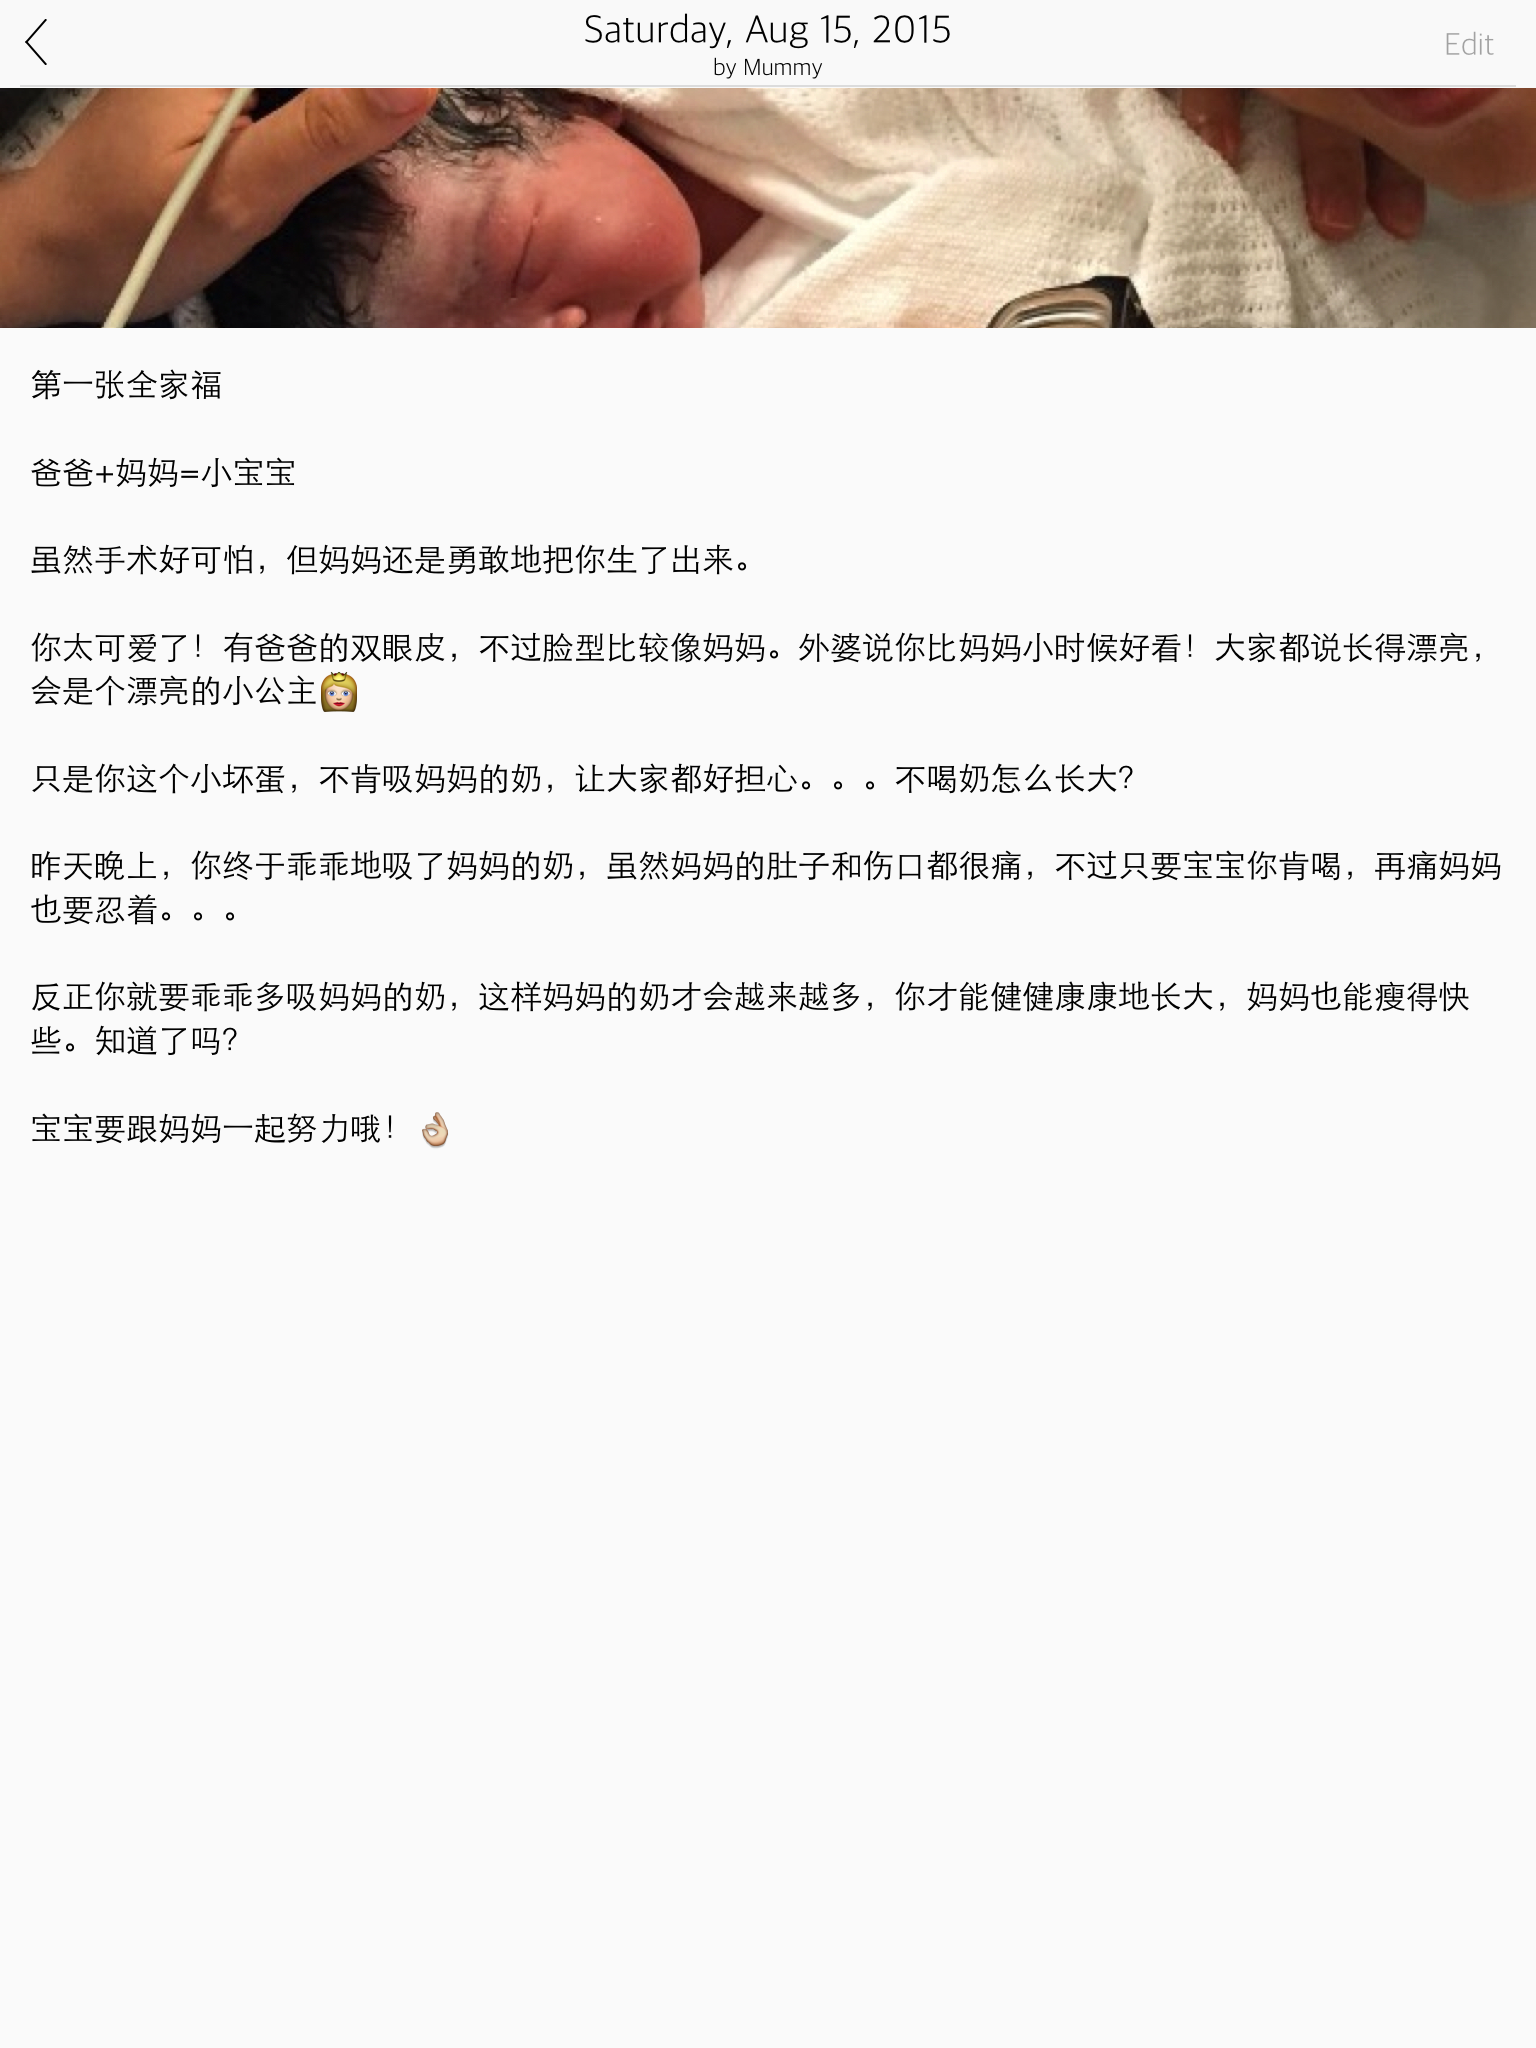 Saturday, Aug 15, 2015
by Mummy
Edit
第一张全家福
爸爸+妈妈=小宝宝
虽然手术好可怕，但妈妈还是勇敢地把你生了出来。
你太可爱了！有爸爸的双眼皮，不过脸型比较像妈妈。外婆说你比妈妈小时候好看！大家都说长得漂亮，
会是个漂亮的小公主👸
只是你这个小坏蛋，不肯吸妈妈的奶，让大家都好担心。。。不喝奶怎么长大？
昨天晚上，你终于乖乖地吸了妈妈的奶，虽然妈妈的肚子和伤口都很痛，不过只要宝宝你肯喝，再痛妈妈
也要忍着。。。
反正你就要乖乖多吸妈妈的奶，这样妈妈的奶才会越来越多，你才能健健康康地长大，妈妈也能瘦得快
些。知道了吗？
宝宝要跟妈妈一起努力哦！👌